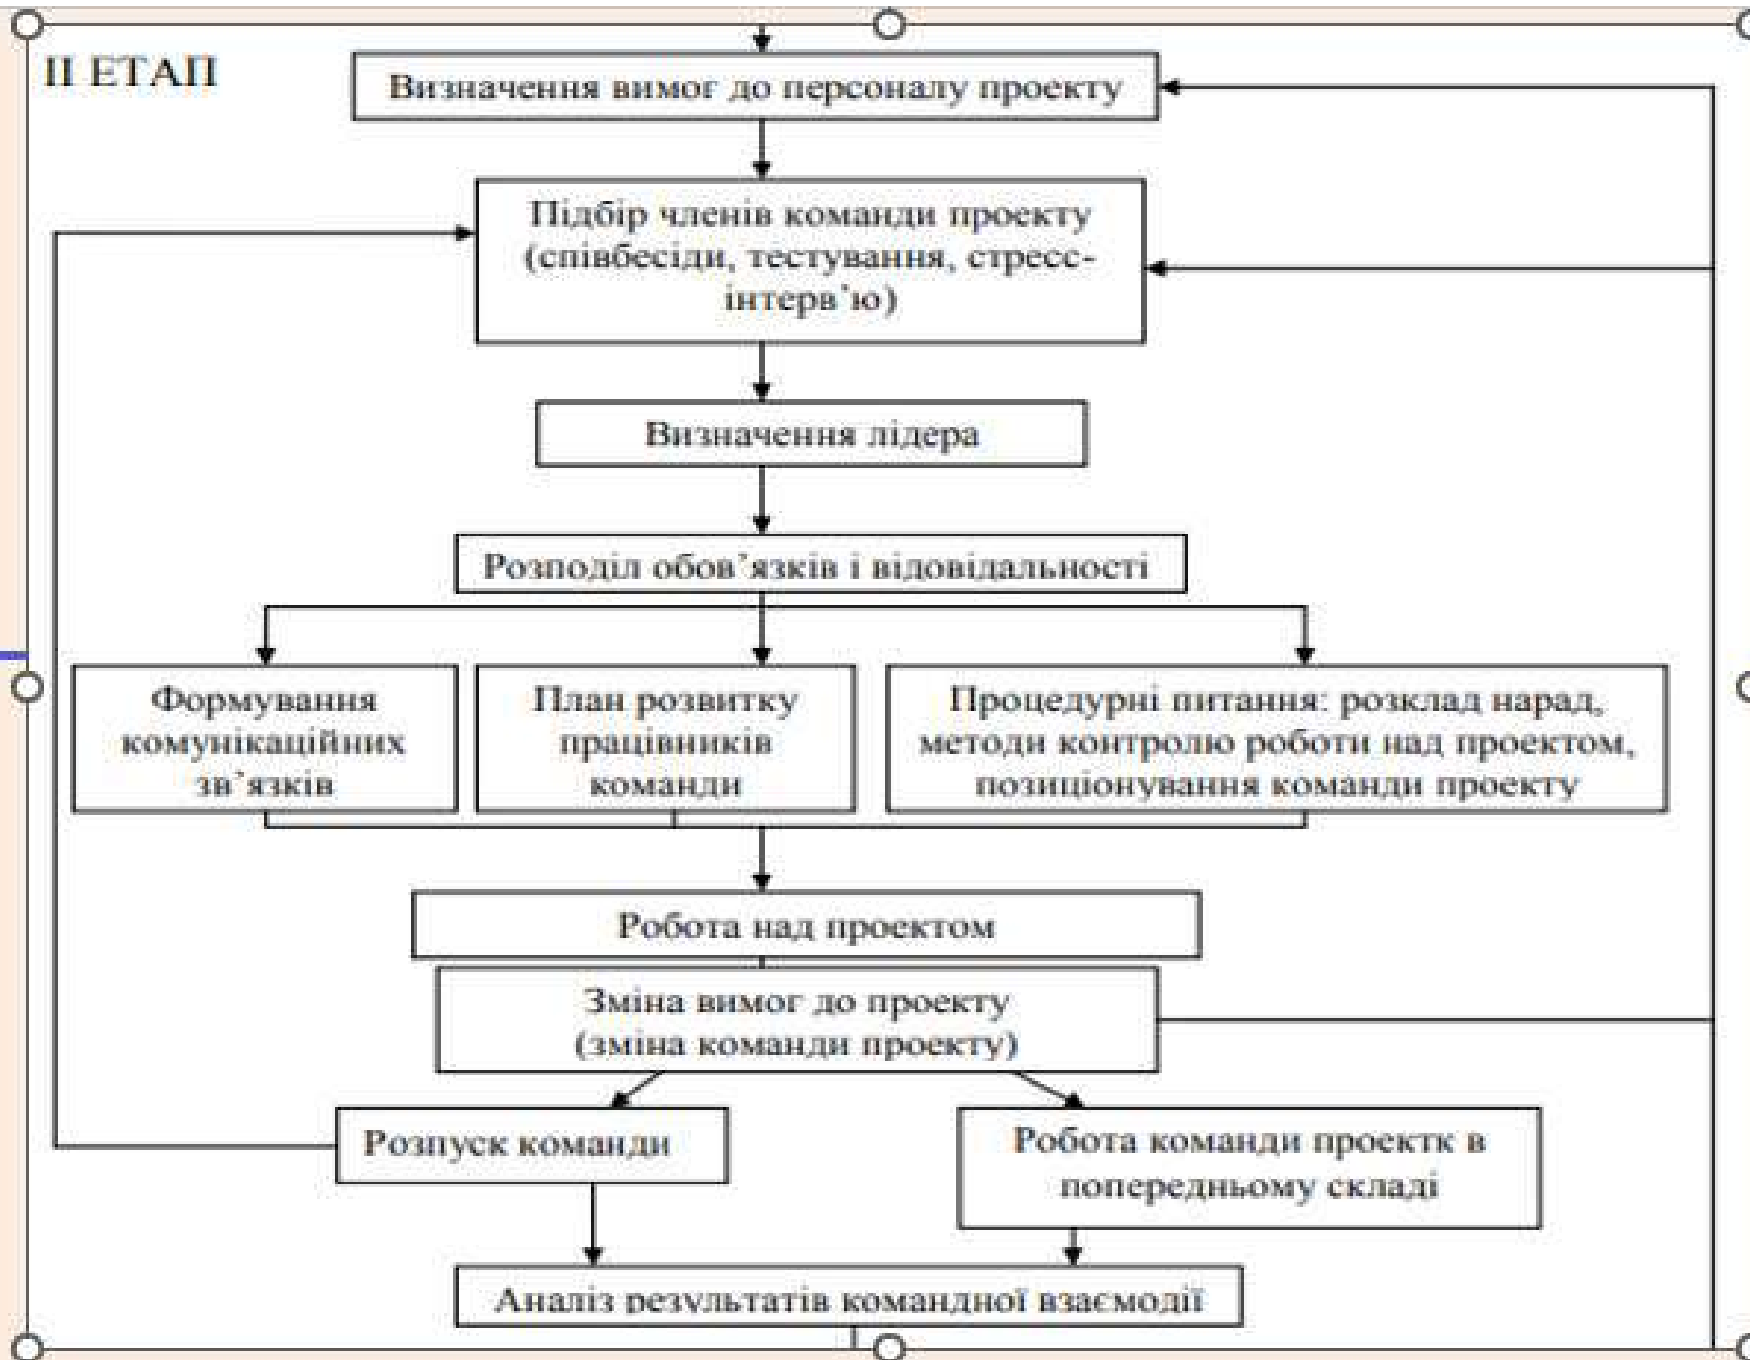 II ЕТАП
Визначення вимог до персоналу проекту
Підбір членів команди проекту
(співбесіди, тестування, стресс-
інтерв’ю)
Визначення лідера
Розподіл обов’язків і відовідальності
Формування
комунікаційних
зв’язків
План розвитку
працівників
команди
Процедурні питання: розклад нарад,
методи контролю роботи над проектом,
позиціонування команди проекту
Робота над проектом
Зміна вимог до проекту
(зміна команди проекту)
Розпуск команди
Робота команди проектк в
попередньому складі
Аналіз результатів командної взаємодії